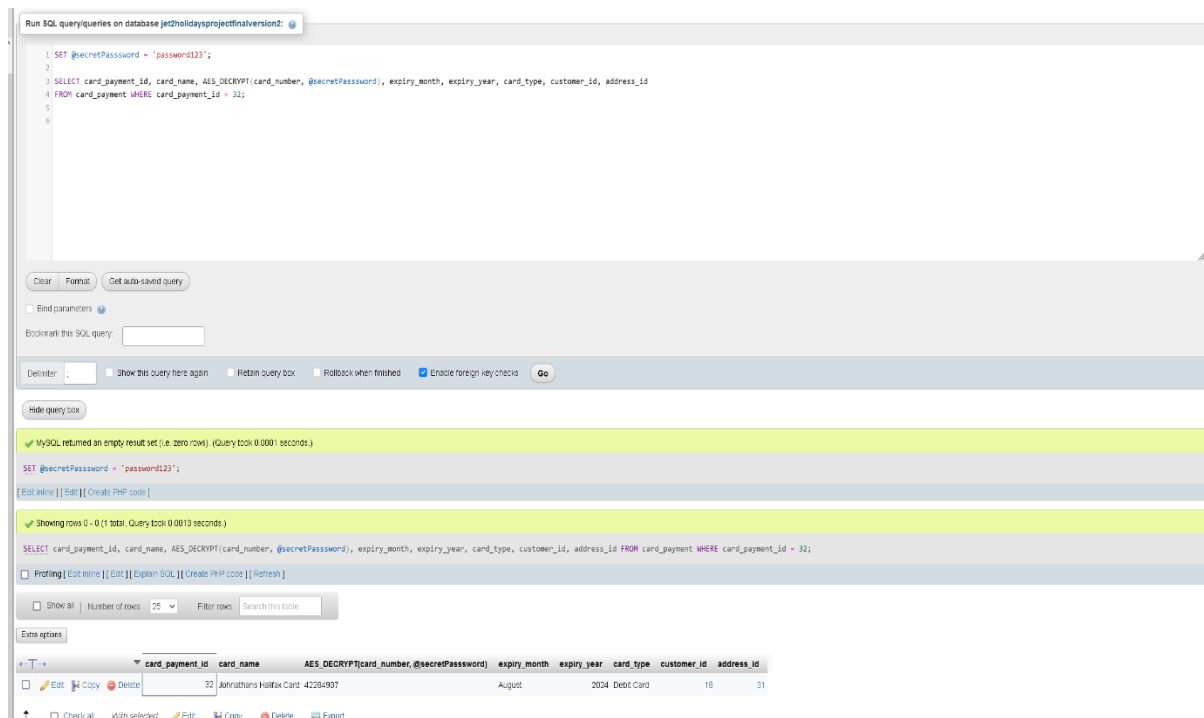 Run SQL query/queries on database jet2holidaysprojectfinalversion2:
1 SET @secretPasssword = 'password123';
2
3 SELECT card_payment_id, card_name, AES_DECRYPT(card_number, @secretPasssword), expiry_month, expiry_year, card_type, customer_id, address_id
4 FROM card_payment WHERE card_payment_id = 32;
5
6
Clear Format Get auto-saved query
Bind parameters
Bookmark this SQL query:
Delimiter ; Show this query here again Retain query box Rollback when finished Enable foreign key checks Go
Hide query box
MySQL returned an empty result set (i.e. zero rows). (Query took 0.0001 seconds.)
SET @secretPasssword = 'password123';
[ Edit inline ] [ Edit ] [ Create PHP code ]
Showing rows 0 - 0 (1 total, Query took 0.0013 seconds.)
SELECT card_payment_id, card_name, AES_DECRYPT(card_number, @secretPasssword), expiry_month, expiry_year, card_type, customer_id, address_id FROM card_payment WHERE card_payment_id = 32;
Profiling [ Edit inline ] [ Edit ] [ Explain SQL ] [ Create PHP code ] [ Refresh ]
Show all | Number of rows: 25 Filter rows: Search this table
Extra options
←T→ card_payment_id card_name AES_DECRYPT(card_number, @secretPasssword) expiry_month expiry_year card_type customer_id address_id
Edit Copy Delete 32 Johnathans Halifax Card 42284937 August 2024 Debit Card 18 31
Check all With selected: Edit Copy Delete Export